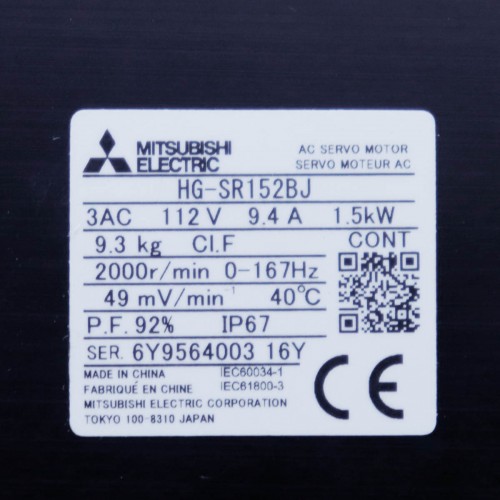 MITSUBISHI
ELECTRIC
AC SERVO MOTOR
SERVO MOTEUR AC
HG-SR152BJ
3AC 112 V 9.4 A 1.5kW
9.3 kg CI.F CONT
2000r/min 0-167Hz
49 mV/min⁻¹ 40℃
P.F. 92% IP67
SER. 6Y9564003 16Y
MADE IN CHINA IEC60034-1
FABRIQUÉ EN CHINE IEC61800-3
MITSUBISHI ELECTRIC CORPORATION
TOKYO 100-8310 JAPAN
CE